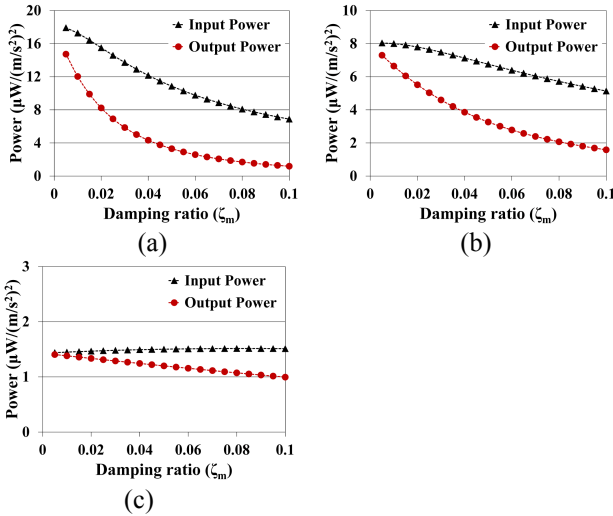 20
16
12
8
4
0
Power (µW/(m/s²)²)
Input Power
Output Power
0 0.02 0.04 0.06 0.08 0.1
Damping ratio (ζm)
(a)
10
8
6
4
2
0
Power (µW/(m/s²)²)
Input Power
Output Power
0 0.02 0.04 0.06 0.08 0.1
Damping ratio (ζm)
(b)
3
2
1
0
Power (µW/(m/s²)²)
Input Power
Output Power
0 0.02 0.04 0.06 0.08 0.1
Damping ratio (ζm)
(c)